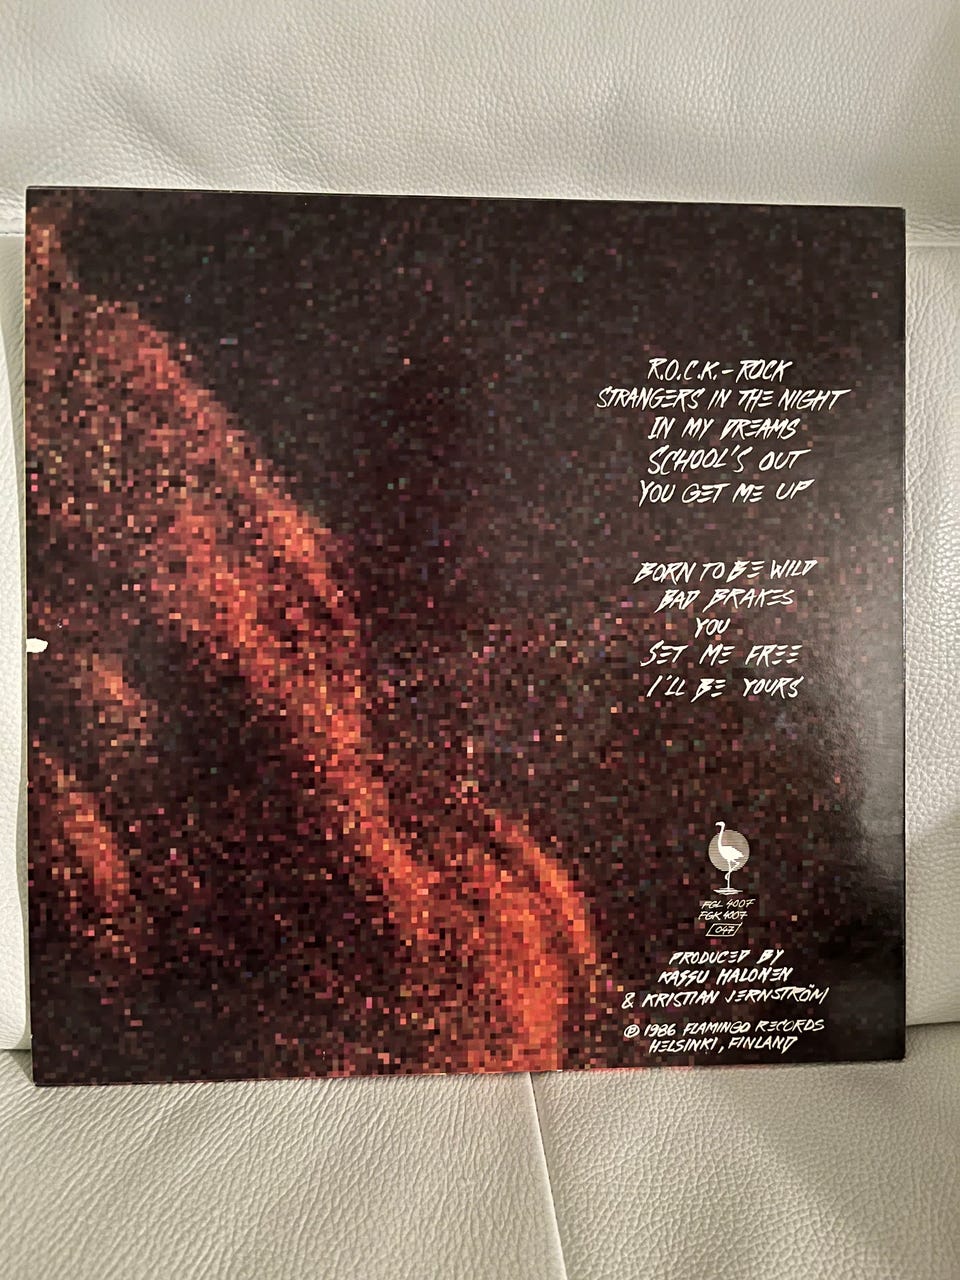 R.O.C.K. - ROCK
STRANGERS IN THE NIGHT
IN MY DREAMS
SCHOOL'S OUT
YOU GET ME UP
BORN TO BE WILD
BAD BRAKES
YOU
SET ME FREE
I'LL BE YOURS
FGL 4007
FGK 4007
047
PRODUCED BY
KASSU HALONEN
& KRISTIAN JERNSTRÖM
℗ 1986 FLAMINGO RECORDS
HELSINKI, FINLAND